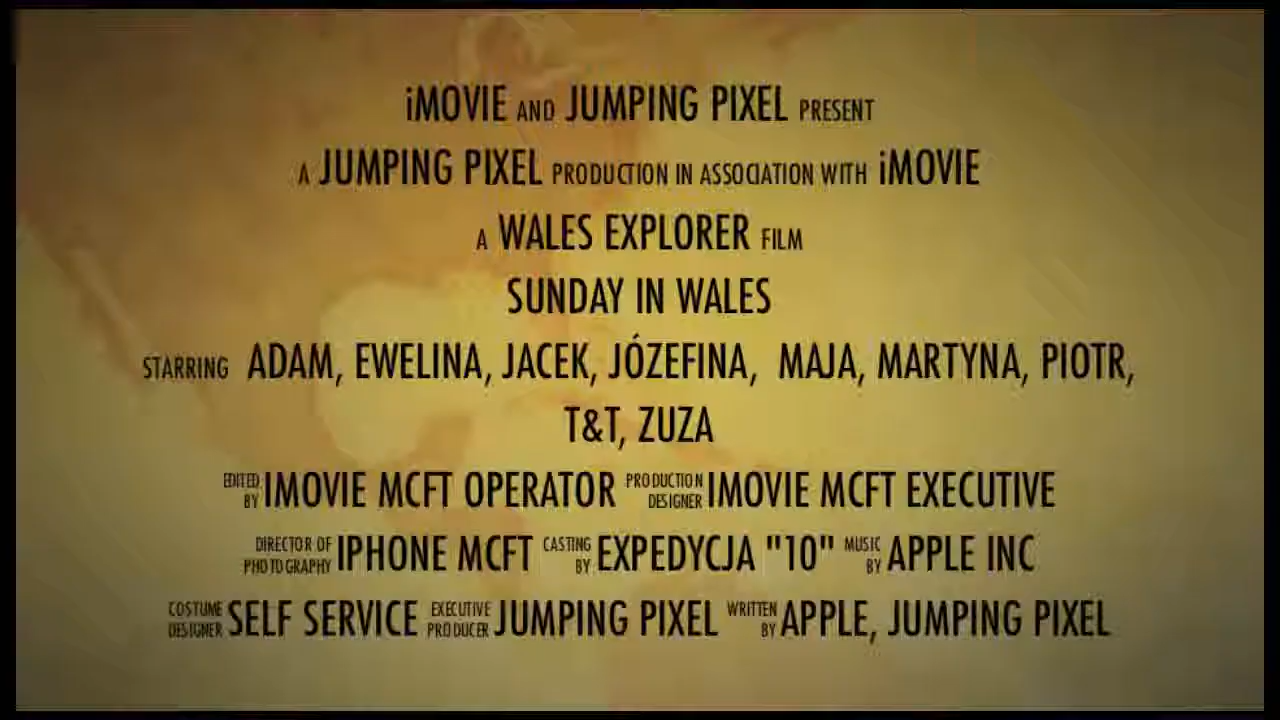 iMOVIE AND JUMPING PIXEL PRESENT
A JUMPING PIXEL PRODUCTION IN ASSOCIATION WITH iMOVIE
A WALES EXPLORER FILM
SUNDAY IN WALES
STARRING ADAM, EWELINA, JACEK, JÓZEFINA, MAJA, MARTYNA, PIOTR,
T&T, ZUZA
EDITED BY IMOVIE MCFT OPERATOR PRODUCTION DESIGNER IMOVIE MCFT EXECUTIVE
DIRECTOR OF PHOTOGRAPHY IPHONE MCFT CASTING BY EXPEDYCJA "10" MUSIC BY APPLE INC
COSTUME DESIGNER SELF SERVICE EXECUTIVE PRODUCER JUMPING PIXEL WRITTEN BY APPLE, JUMPING PIXEL